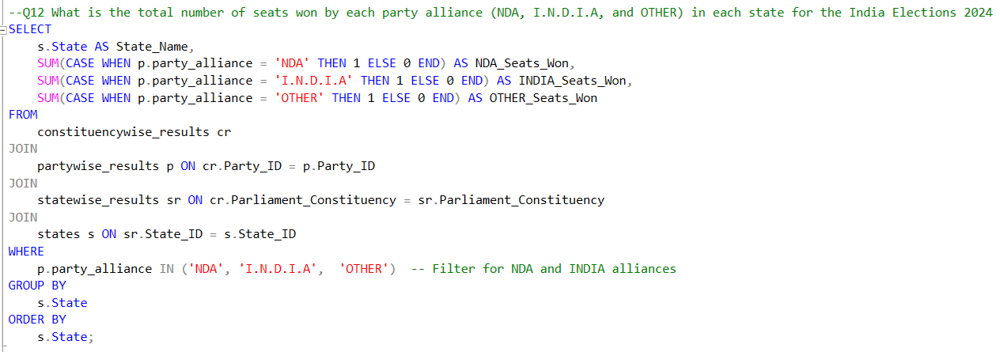 --Q12 What is the total number of seats won by each party alliance (NDA, I.N.D.I.A, and OTHER) in each state for the India Elections 2024
SELECT
    s.State AS State_Name,
    SUM(CASE WHEN p.party_alliance = 'NDA' THEN 1 ELSE 0 END) AS NDA_Seats_Won,
    SUM(CASE WHEN p.party_alliance = 'I.N.D.I.A' THEN 1 ELSE 0 END) AS INDIA_Seats_Won,
    SUM(CASE WHEN p.party_alliance = 'OTHER' THEN 1 ELSE 0 END) AS OTHER_Seats_Won
FROM
    constituencywise_results cr
JOIN
    partywise_results p ON cr.Party_ID = p.Party_ID
JOIN
    statewise_results sr ON cr.Parliament_Constituency = sr.Parliament_Constituency
JOIN
    states s ON sr.State_ID = s.State_ID
WHERE
    p.party_alliance IN ('NDA', 'I.N.D.I.A',  'OTHER')  -- Filter for NDA and INDIA alliances
GROUP BY
    s.State
ORDER BY
    s.State;